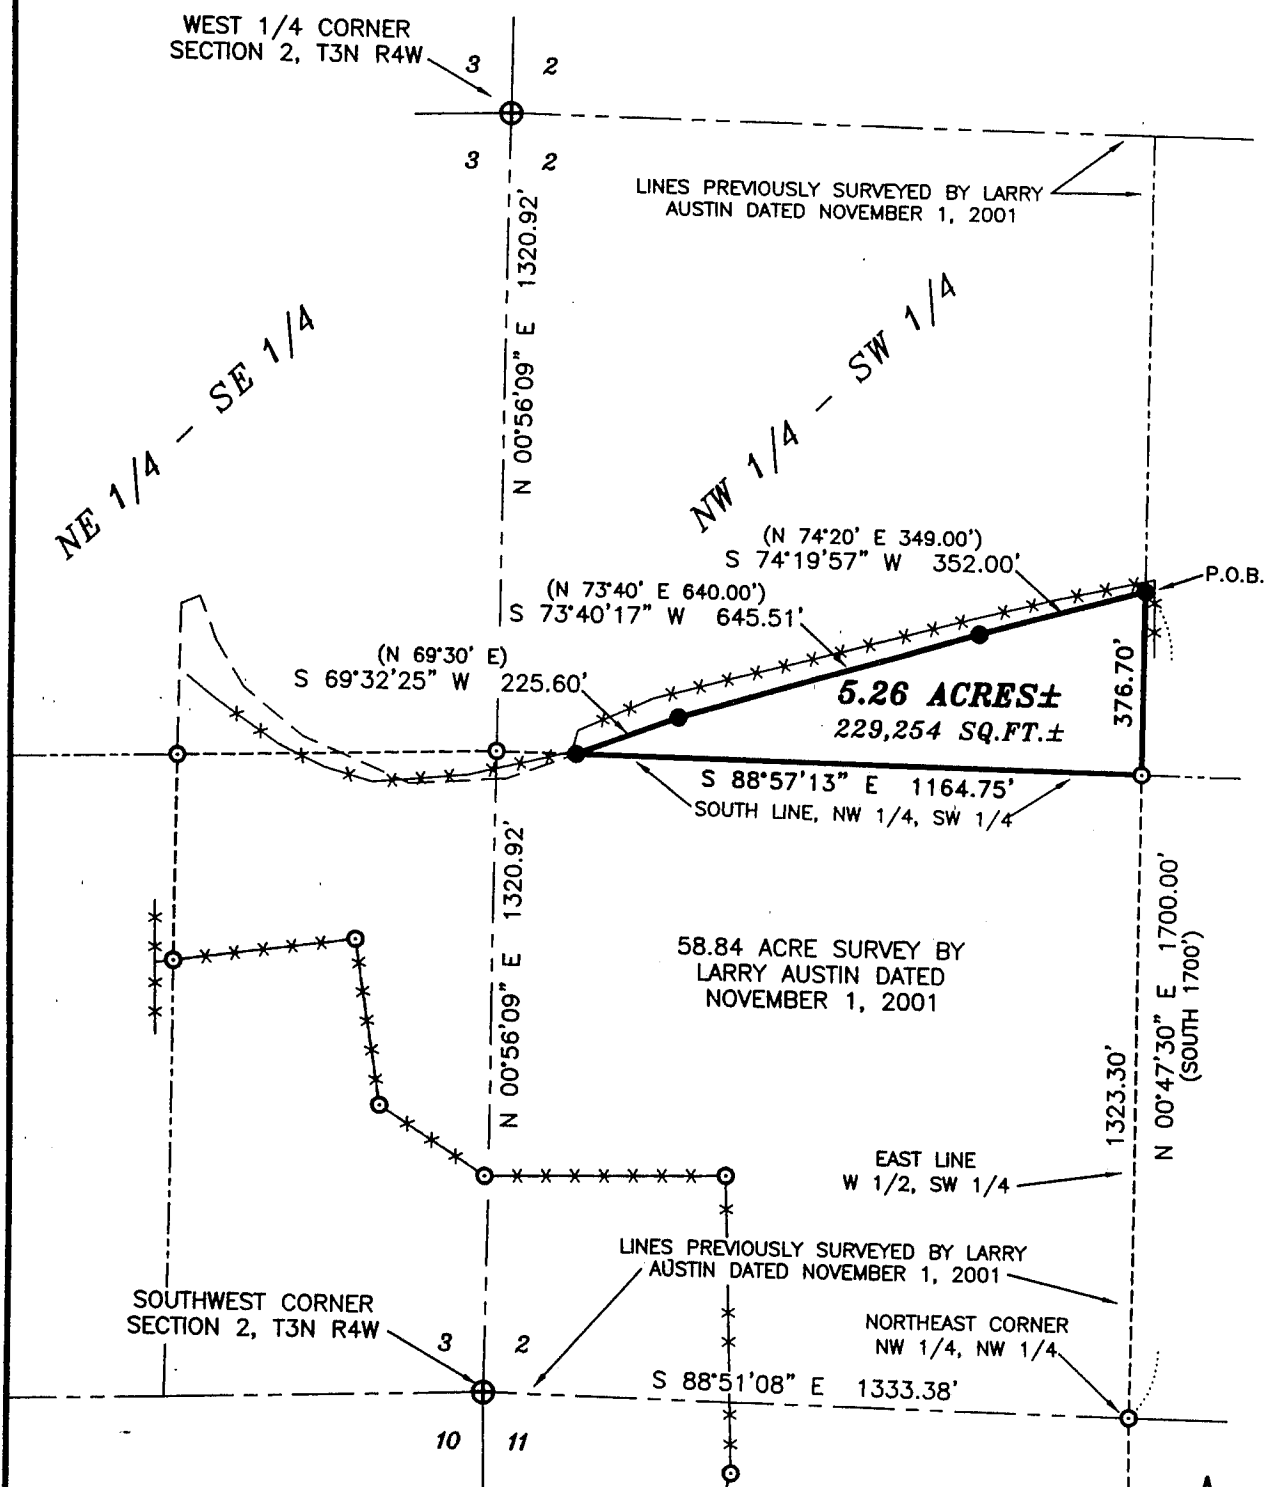 WEST 1/4 CORNER
SECTION 2, T3N R4W
3 2
3 2
N 00°56'09" E 1320.92'
LINES PREVIOUSLY SURVEYED BY LARRY
AUSTIN DATED NOVEMBER 1, 2001
NE 1/4 - SE 1/4
NW 1/4 - SW 1/4
(N 74°20' E 349.00')
S 74°19'57" W 352.00'
P.O.B.
(N 73°40' E 640.00')
S 73°40'17" W 645.51'
(N 69°30' E)
S 69°32'25" W 225.60'
5.26 ACRES±
229,254 SQ.FT.±
376.70'
S 88°57'13" E 1164.75'
SOUTH LINE, NW 1/4, SW 1/4
N 00°56'09" E 1320.92'
58.84 ACRE SURVEY BY
LARRY AUSTIN DATED
NOVEMBER 1, 2001
1323.30'
N 00°47'30" E 1700.00'
(SOUTH 1700')
EAST LINE
W 1/2, SW 1/4
LINES PREVIOUSLY SURVEYED BY LARRY
AUSTIN DATED NOVEMBER 1, 2001
SOUTHWEST CORNER
SECTION 2, T3N R4W
3 2
NORTHEAST CORNER
NW 1/4, NW 1/4
S 88°51'08" E 1333.38'
10 11